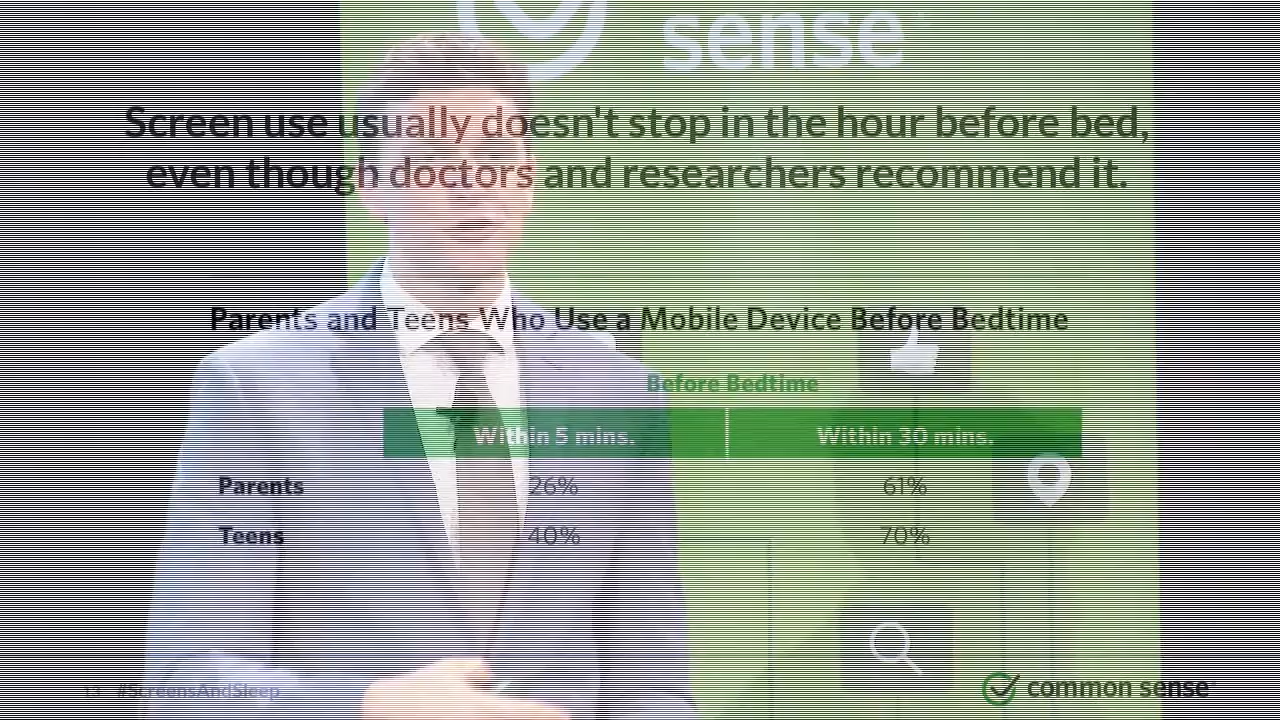 sense
Screen use usually doesn't stop in the hour before bed,
even though doctors and researchers recommend it.
Parents and Teens Who Use a Mobile Device Before Bedtime
Before Bedtime
Within 5 mins. Within 30 mins.
Parents 26% 61%
Teens 40% 70%
#ScreensAndSleep
common sense